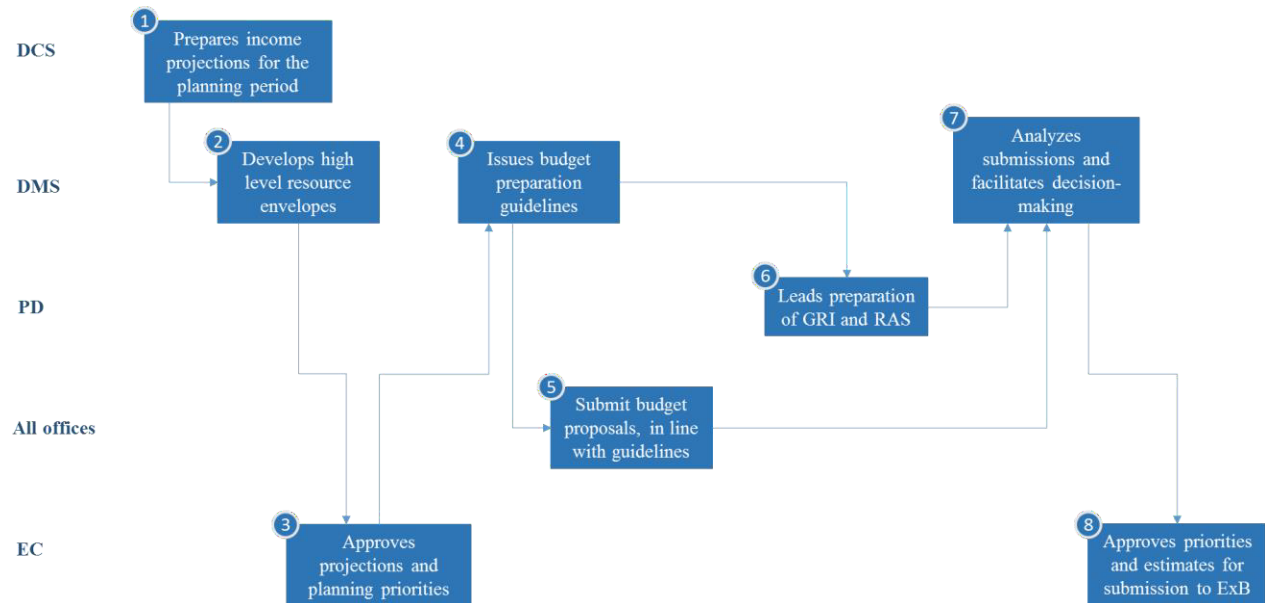 DCS
1
Prepares income
projections for the
planning period
DMS
2
Develops high
level resource
envelopes
4
Issues budget
preparation
guidelines
7
Analyzes
submissions and
facilitates decision-
making
PD
6
Leads preparation
of GRI and RAS
All offices
5
Submit budget
proposals, in line
with guidelines
EC
3
Approves
projections and
planning priorities
8
Approves priorities
and estimates for
submission to ExB